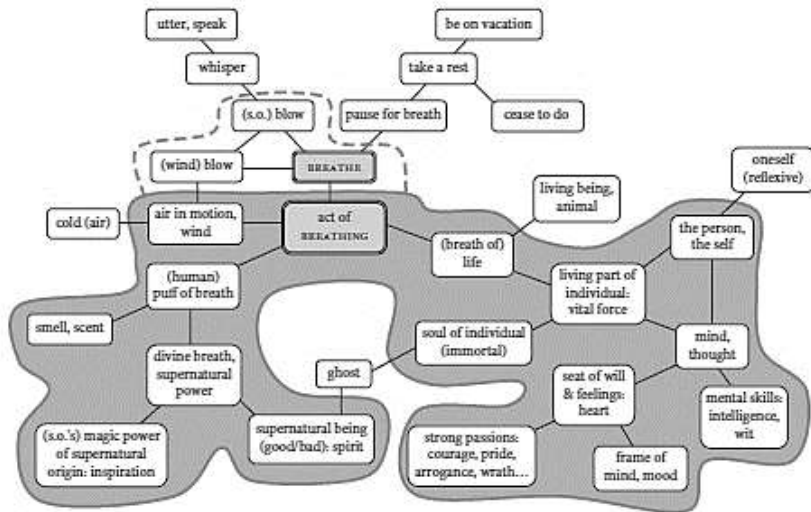 utter, speak
be on vacation
whisper
take a rest
(s.o.) blow
pause for breath
cease to do
(wind) blow
BREATHE
oneself
(reflexive)
living being,
animal
cold (air)
air in motion,
wind
act of
BREATHING
the person,
the self
(breath of)
life
(human)
puff of breath
living part of
individual:
vital force
smell, scent
soul of individual
(immortal)
mind,
thought
divine breath,
supernatural
power
ghost
seat of will
& feelings:
heart
mental skills:
intelligence,
wit
(s.o.'s) magic power
of supernatural
origin: inspiration
supernatural being
(good/bad): spirit
strong passions:
courage, pride,
arrogance, wrath...
frame of
mind, mood